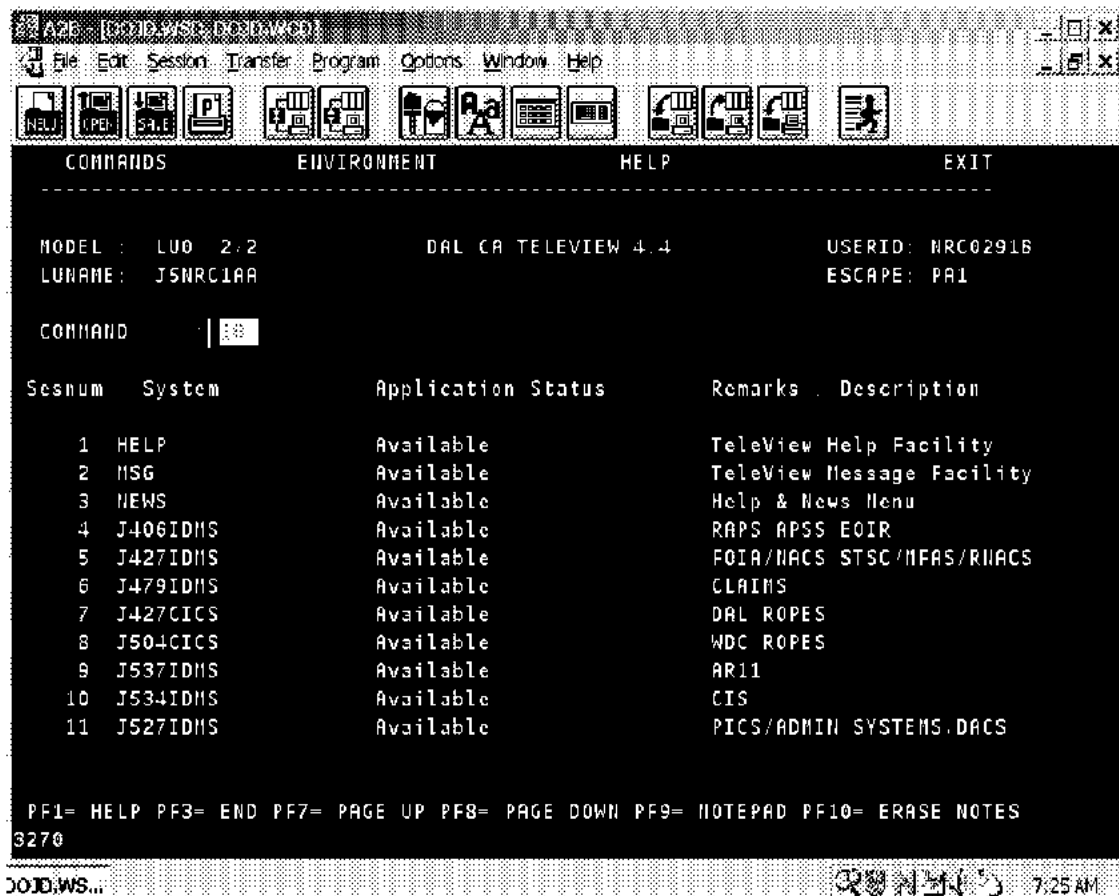 File Edit Session Transfer Program Options Window Help
NEW OPEN SAVE
COMMANDS ENVIRONMENT HELP EXIT
MODEL : LU0 2/2 DAL CA TELEVIEW 4.4 USERID: NRC0291B
LUNAME: J5NRC1AA ESCAPE: PA1
COMMAND : 10
Sesnum System Application Status Remarks / Description
1 HELP Available TeleView Help Facility
2 MSG Available TeleView Message Facility
3 NEWS Available Help & News Menu
4 J406IDMS Available RAPS APSS EOIR
5 J427IDMS Available FOIA/NACS STSC/MFAS/RNACS
6 J479IDMS Available CLAIMS
7 J427CICS Available DAL ROPES
8 J504CICS Available WDC ROPES
9 J537IDMS Available AR11
10 J534IDMS Available CIS
11 J527IDMS Available PICS/ADMIN SYSTEMS,DACS
PF1= HELP PF3= END PF7= PAGE UP PF8= PAGE DOWN PF9= NOTEPAD PF10= ERASE NOTES
3270
DOJD.WS... 7:25 AM